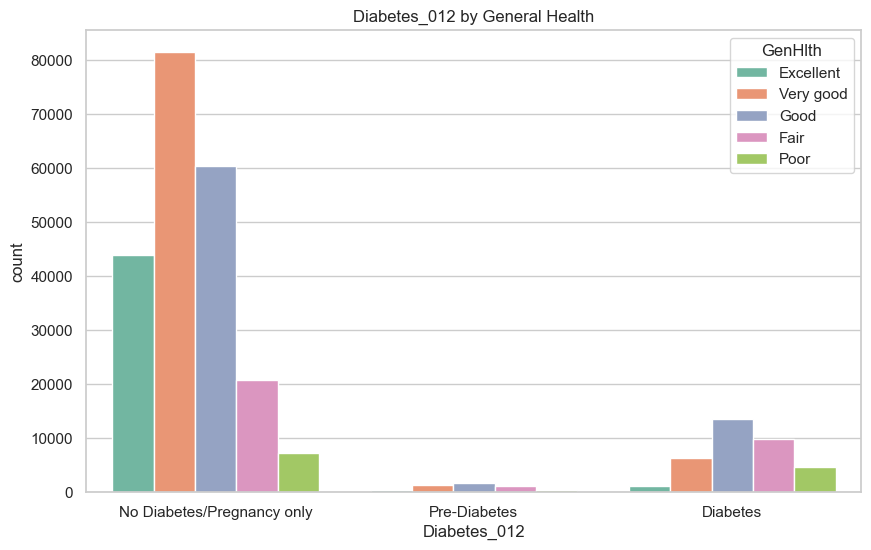 Diabetes_012 by General Health
GenHlth
Excellent
Very good
Good
Fair
Poor
count
80000
70000
60000
50000
40000
30000
20000
10000
0
No Diabetes/Pregnancy only
Pre-Diabetes
Diabetes
Diabetes_012